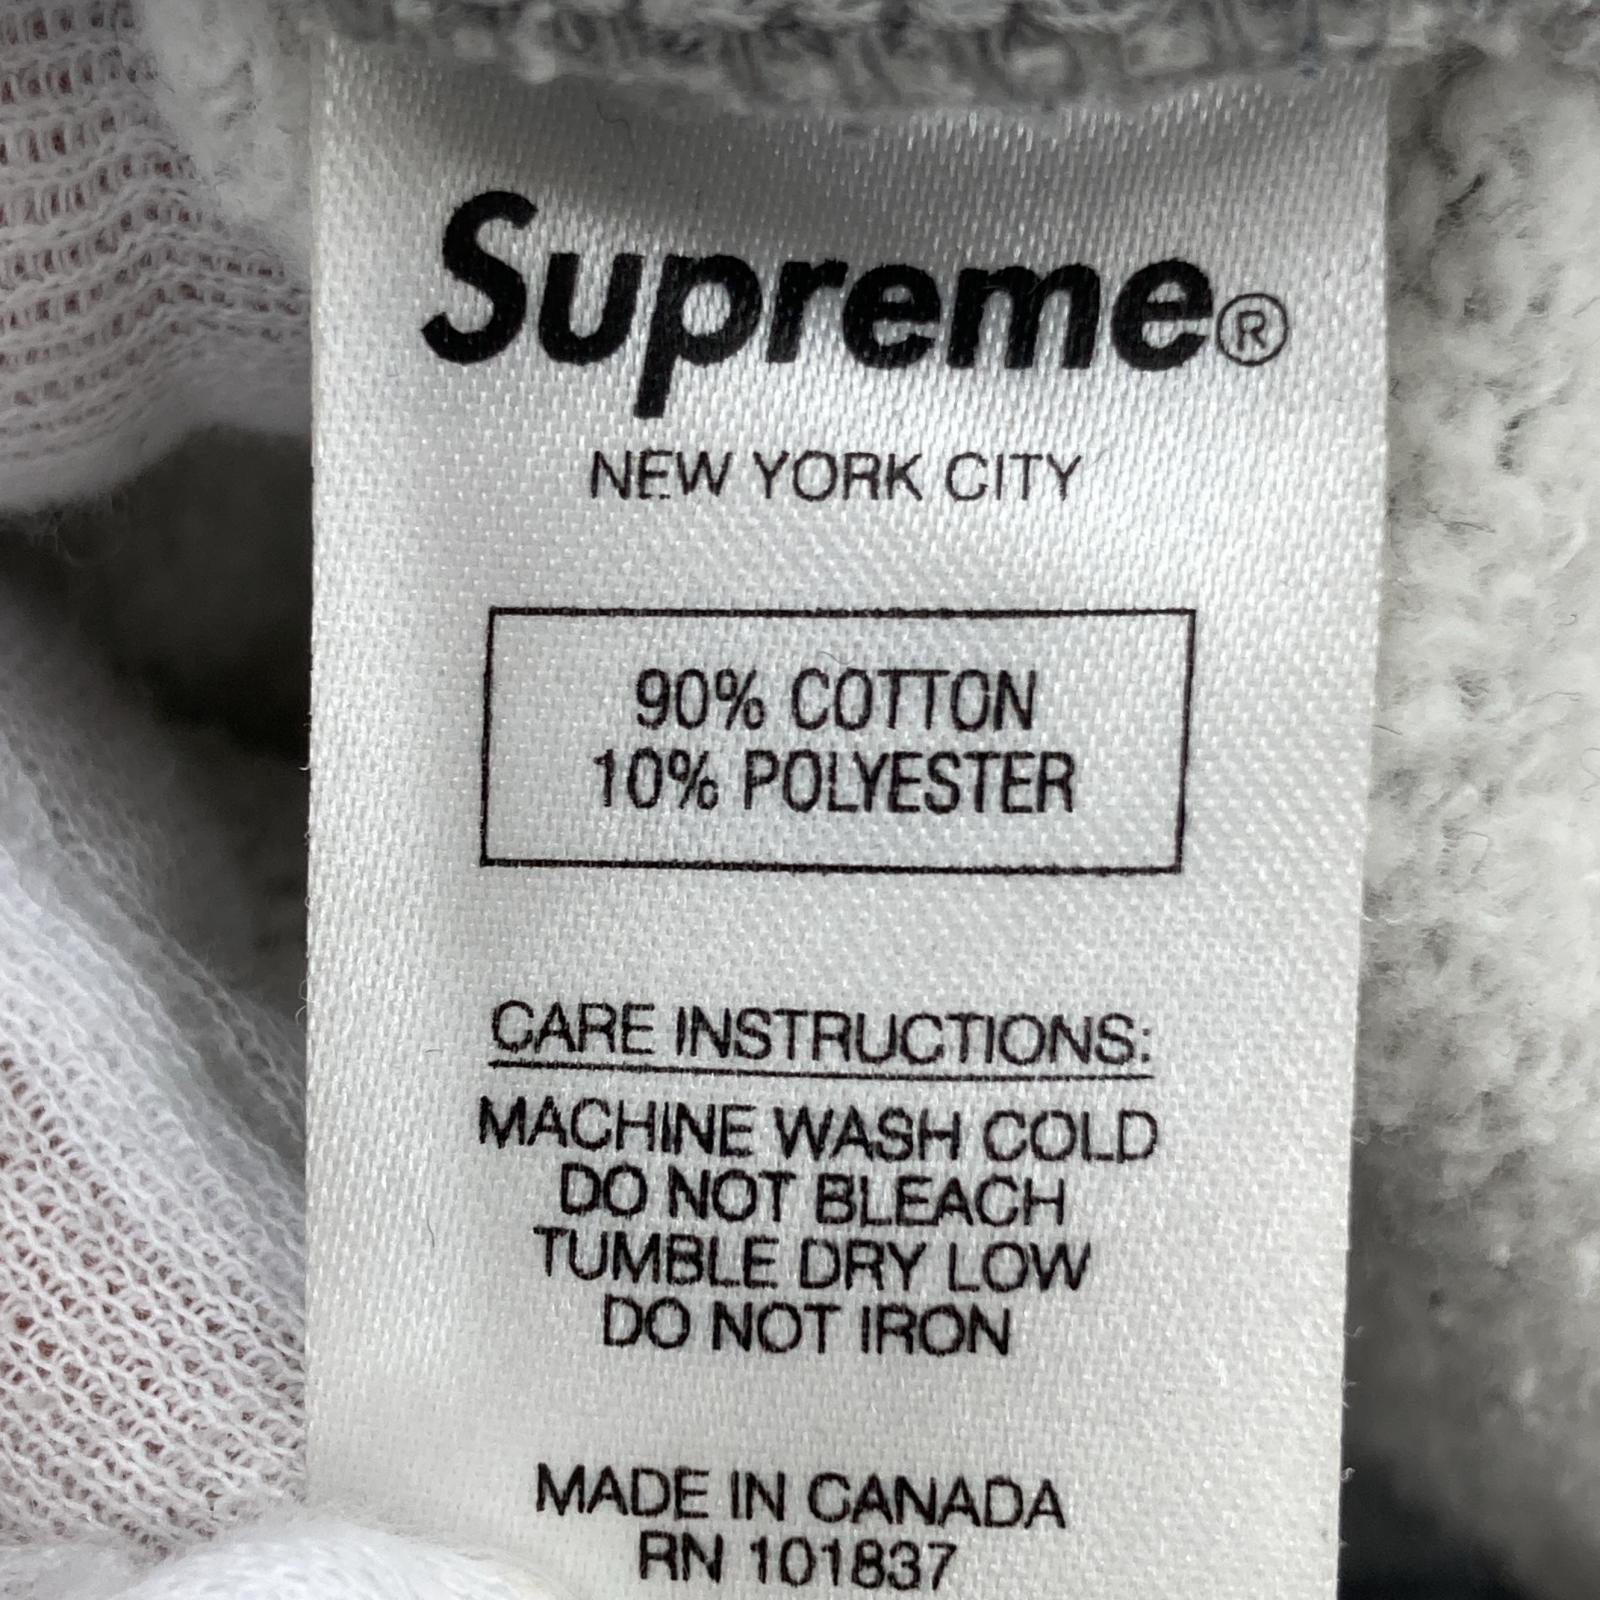 Supreme®
NEW YORK CITY
90% COTTON
10% POLYESTER
CARE INSTRUCTIONS:
MACHINE WASH COLD
DO NOT BLEACH
TUMBLE DRY LOW
DO NOT IRON
MADE IN CANADA
RN 101837